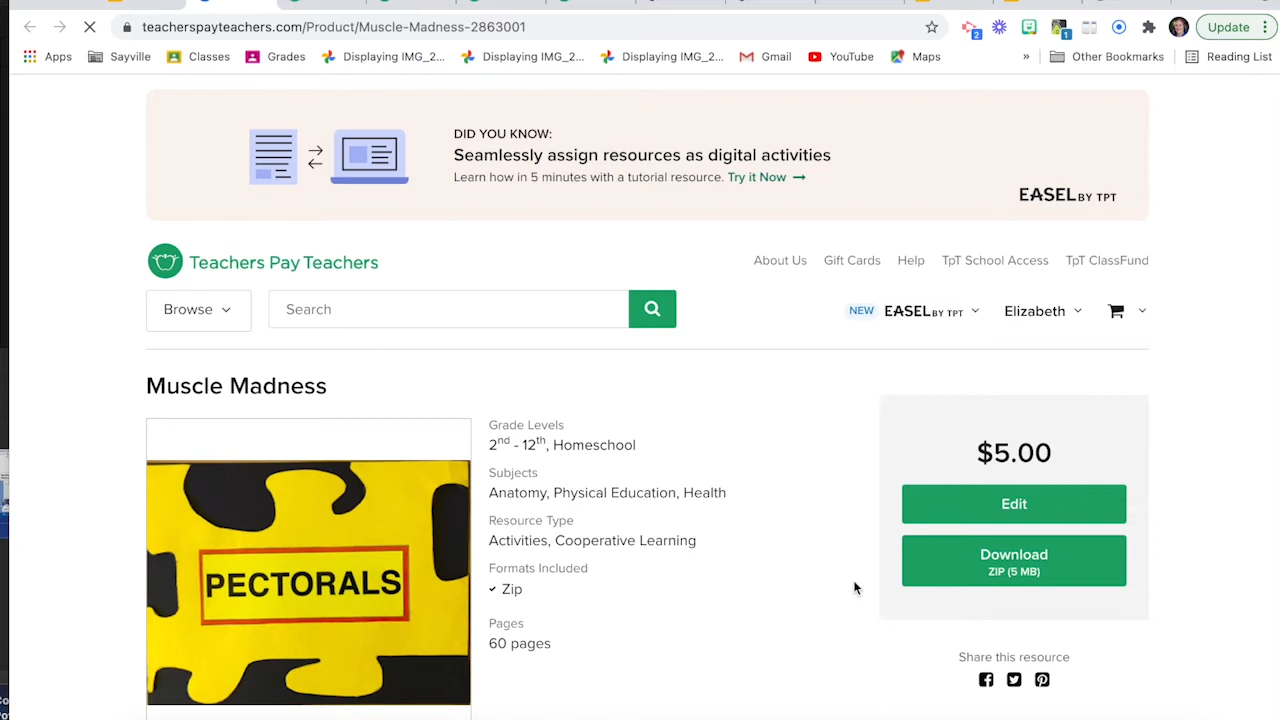 teacherspayteachers.com/Product/Muscle-Madness-2863001
2
1
Update
Apps
Sayville
Classes
Grades
Displaying IMG_2...
Displaying IMG_2...
Displaying IMG_2...
Gmail
YouTube
Maps
»
Other Bookmarks
Reading List
DID YOU KNOW:
Seamlessly assign resources as digital activities
Learn how in 5 minutes with a tutorial resource. Try it Now →
EASEL BY TPT
Teachers Pay Teachers
About Us
Gift Cards
Help
TpT School Access
TpT ClassFund
Browse
Search
NEW EASEL BY TPT
Elizabeth
Muscle Madness
PECTORALS
Grade Levels
2nd - 12th, Homeschool
Subjects
Anatomy, Physical Education, Health
Resource Type
Activities, Cooperative Learning
Formats Included
✓ Zip
Pages
60 pages
$5.00
Edit
Download
ZIP (5 MB)
Share this resource